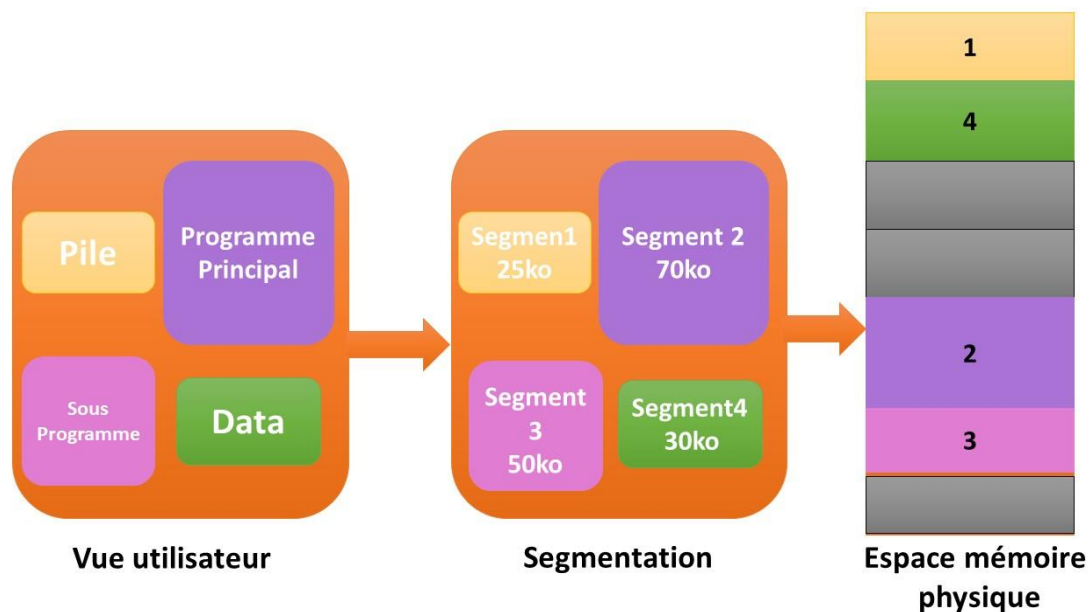 Pile
Programme
Principal
Sous
Programme
Data
Vue utilisateur
Segmen1
25ko
Segment 2
70ko
Segment
3
50ko
Segment4
30ko
Segmentation
1
4
2
3
Espace mémoire
physique